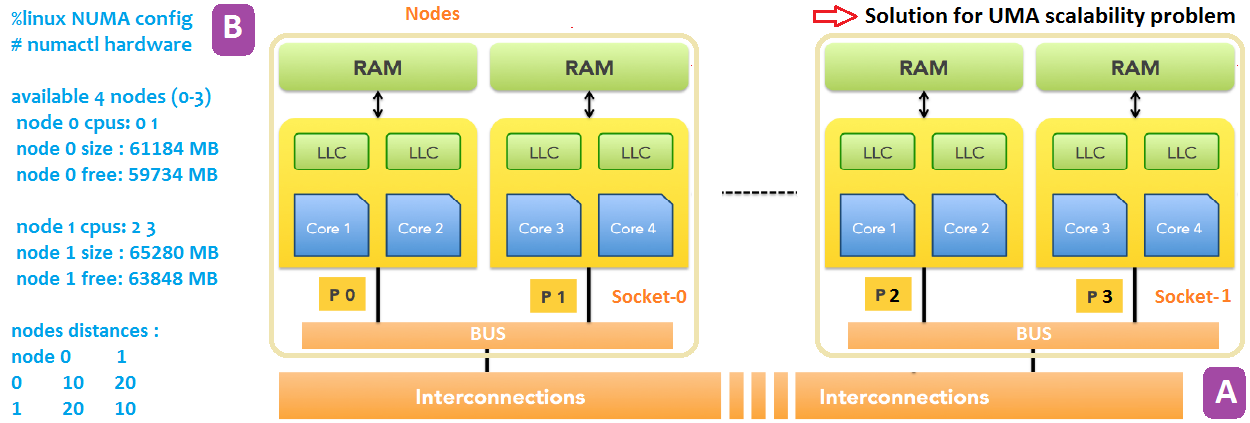 %linux NUMA config
# numactl hardware
B
available 4 nodes (0-3)
node 0 cpus: 0 1
node 0 size : 61184 MB
node 0 free: 59734 MB
node 1 cpus: 2 3
node 1 size : 65280 MB
node 1 free: 63848 MB
nodes distances :
node 0 1
0 10 20
1 20 10
Nodes
Solution for UMA scalability problem
RAM RAM RAM RAM
LLC LLC LLC LLC LLC LLC LLC LLC
Core 1 Core 2 Core 3 Core 4 Core 1 Core 2 Core 3 Core 4
P 0 P 1 Socket-0 P 2 P 3 Socket-1
BUS BUS
Interconnections Interconnections
A